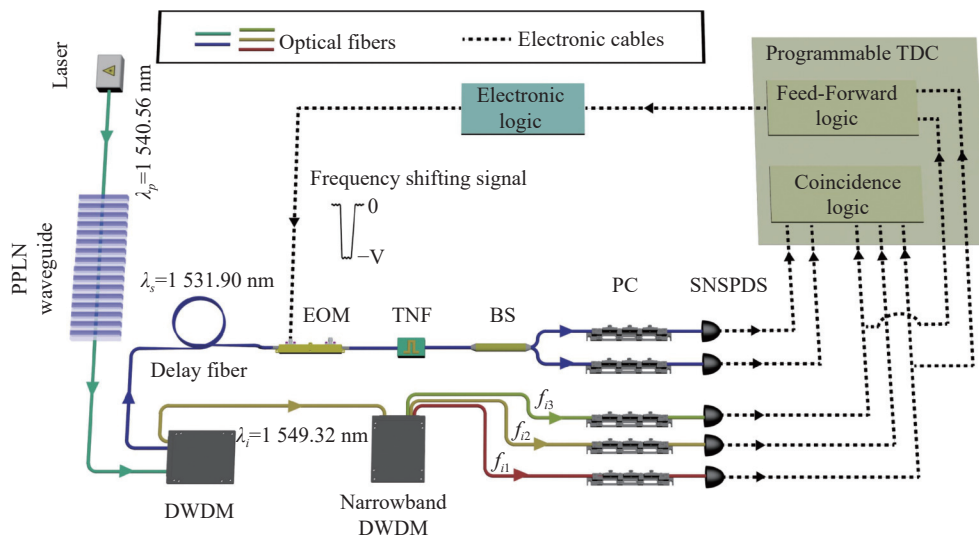 Optical fibers
Electronic cables
Laser
λp=1 540.56 nm
PPLN
waveguide
Programmable TDC
Feed-Forward
logic
Coincidence
logic
Electronic
logic
Frequency shifting signal
0
−V
λs=1 531.90 nm
Delay fiber
EOM
TNF
BS
PC
SNSPDS
λi=1 549.32 nm
fi3
fi2
fi1
DWDM
Narrowband
DWDM